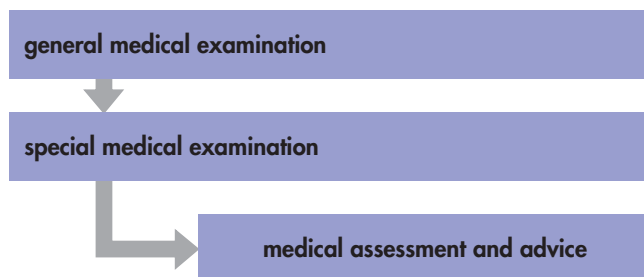 general medical examination
special medical examination
medical assessment and advice